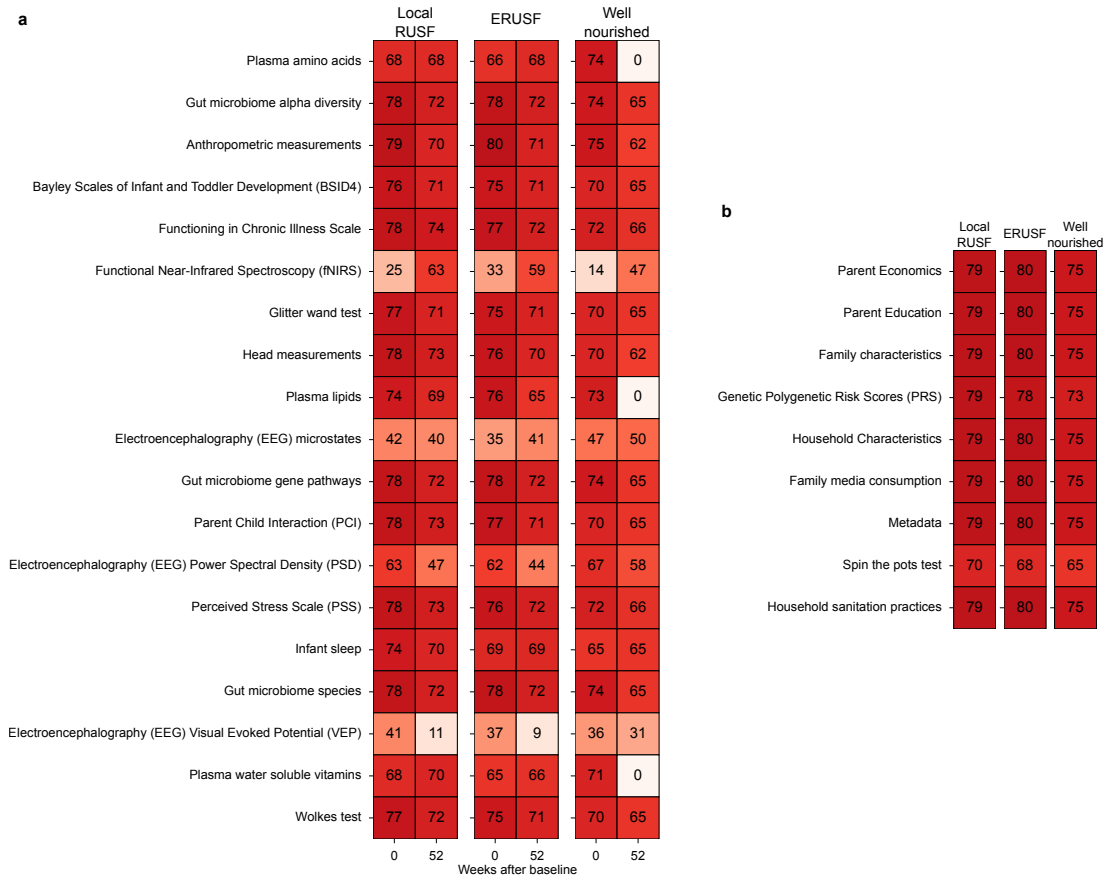 a
Local RUSF ERUSF Well nourished
Plasma amino acids 68 68 66 68 74 0
Gut microbiome alpha diversity 78 72 78 72 74 65
Anthropometric measurements 79 70 80 71 75 62
Bayley Scales of Infant and Toddler Development (BSID4) 76 71 75 71 70 65
Functioning in Chronic Illness Scale 78 74 77 72 72 66
Functional Near-Infrared Spectroscopy (fNIRS) 25 63 33 59 14 47
Glitter wand test 77 71 75 71 70 65
Head measurements 78 73 76 70 70 62
Plasma lipids 74 69 76 65 73 0
Electroencephalography (EEG) microstates 42 40 35 41 47 50
Gut microbiome gene pathways 78 72 78 72 74 65
Parent Child Interaction (PCI) 78 73 77 71 70 65
Electroencephalography (EEG) Power Spectral Density (PSD) 63 47 62 44 67 58
Perceived Stress Scale (PSS) 78 73 76 72 72 66
Infant sleep 74 70 69 69 65 65
Gut microbiome species 78 72 78 72 74 65
Electroencephalography (EEG) Visual Evoked Potential (VEP) 41 11 37 9 36 31
Plasma water soluble vitamins 68 70 65 66 71 0
Wolkes test 77 72 75 71 70 65
0 52 0 52 0 52
Weeks after baseline
b
Local RUSF ERUSF Well nourished
Parent Economics 79 80 75
Parent Education 79 80 75
Family characteristics 79 80 75
Genetic Polygenetic Risk Scores (PRS) 79 78 73
Household Characteristics 79 80 75
Family media consumption 79 80 75
Metadata 79 80 75
Spin the pots test 70 68 65
Household sanitation practices 79 80 75